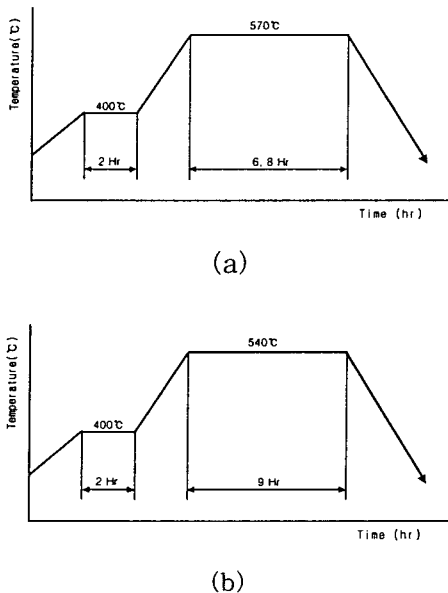 Temperature(℃)
570℃
400℃
2 Hr
6, 8 Hr
Time (hr)
(a)
Temperature(℃)
540℃
400℃
2 Hr
9 Hr
Time (hr)
(b)